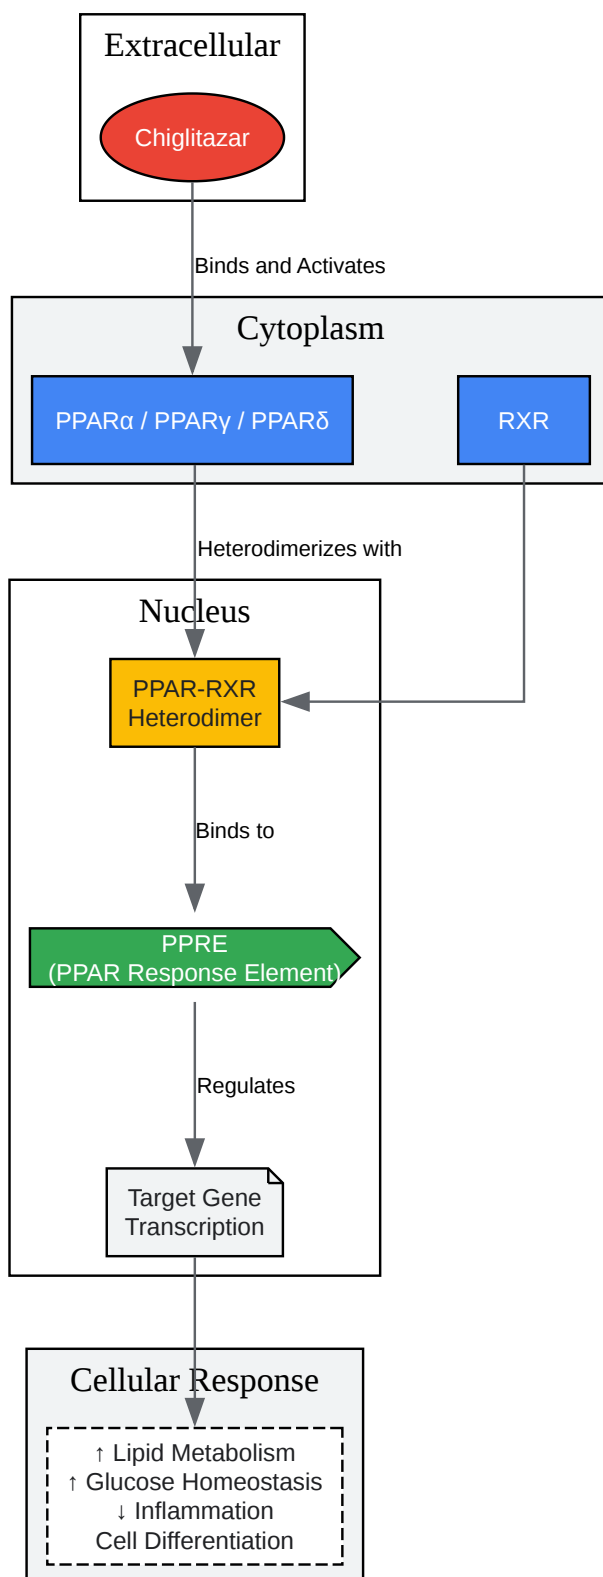 Extracellular
Chiglitazar
Binds and Activates
Cytoplasm
PPARα / PPARγ / PPARδ
RXR
Heterodimerizes with
Nucleus
PPAR-RXR
Heterodimer
Binds to
PPRE
(PPAR Response Element)
Regulates
Target Gene
Transcription
Cellular Response
↑ Lipid Metabolism
↑ Glucose Homeostasis
↓ Inflammation
Cell Differentiation